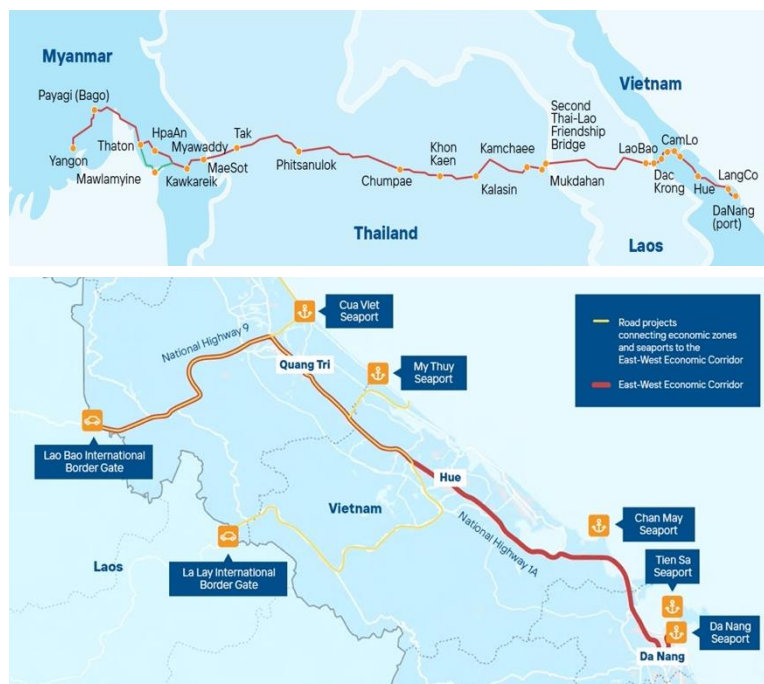 Myanmar
Payagi (Bago)
Yangon
Thaton
HpaAn
Mawlamyine
Myawaddy
Kawkareik
MaeSot
Tak
Phitsanulok
Chumpae
Khon
Kaen
Kalasin
Kamchaee
Second
Thai-Lao
Friendship
Bridge
Mukdahan
Thailand
Vietnam
LaoBao
CamLo
Dac
Krong
Hue
LangCo
DaNang
(port)
Laos
Cua Viet
Seaport
National Highway 9
Quang Tri
My Thuy
Seaport
Road projects
connecting economic zones
and seaports to the
East-West Economic Corridor
East-West Economic Corridor
Lao Bao International
Border Gate
Hue
Vietnam
National Highway 1A
Chan May
Seaport
Laos
La Lay International
Border Gate
Tien Sa
Seaport
Da Nang
Seaport
Da Nang